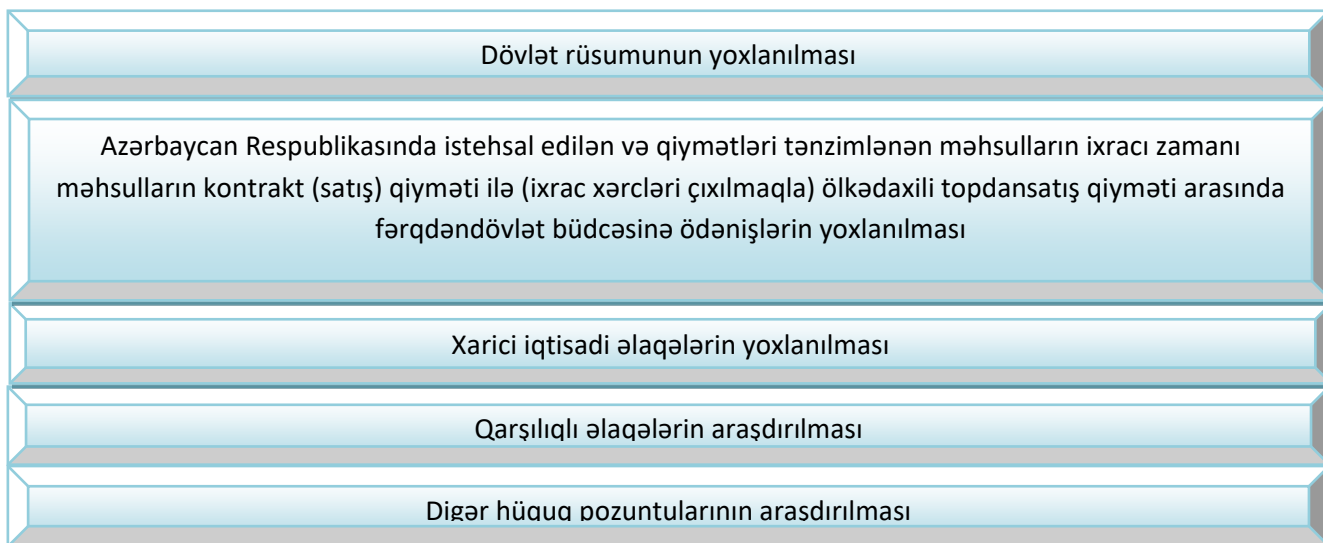 Dövlət rüsumunun yoxlanılması
Azərbaycan Respublikasında istehsal edilən və qiymətləri tənzimlənən məhsulların ixracı zamanı
məhsulların kontrakt (satış) qiyməti ilə (ixrac xərcləri çıxılmaqla) ölkədaxili topdansatış qiyməti arasında
fərqdəndövlət büdcəsinə ödənişlərin yoxlanılması
Xarici iqtisadi əlaqələrin yoxlanılması
Qarşılıqlı əlaqələrin araşdırılması
Digər hüquq pozuntularının araşdırılması